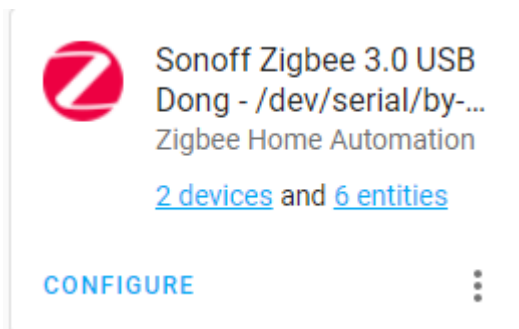 Sonoff Zigbee 3.0 USB
Dong - /dev/serial/by-...
Zigbee Home Automation
2 devices and 6 entities
CONFIGURE